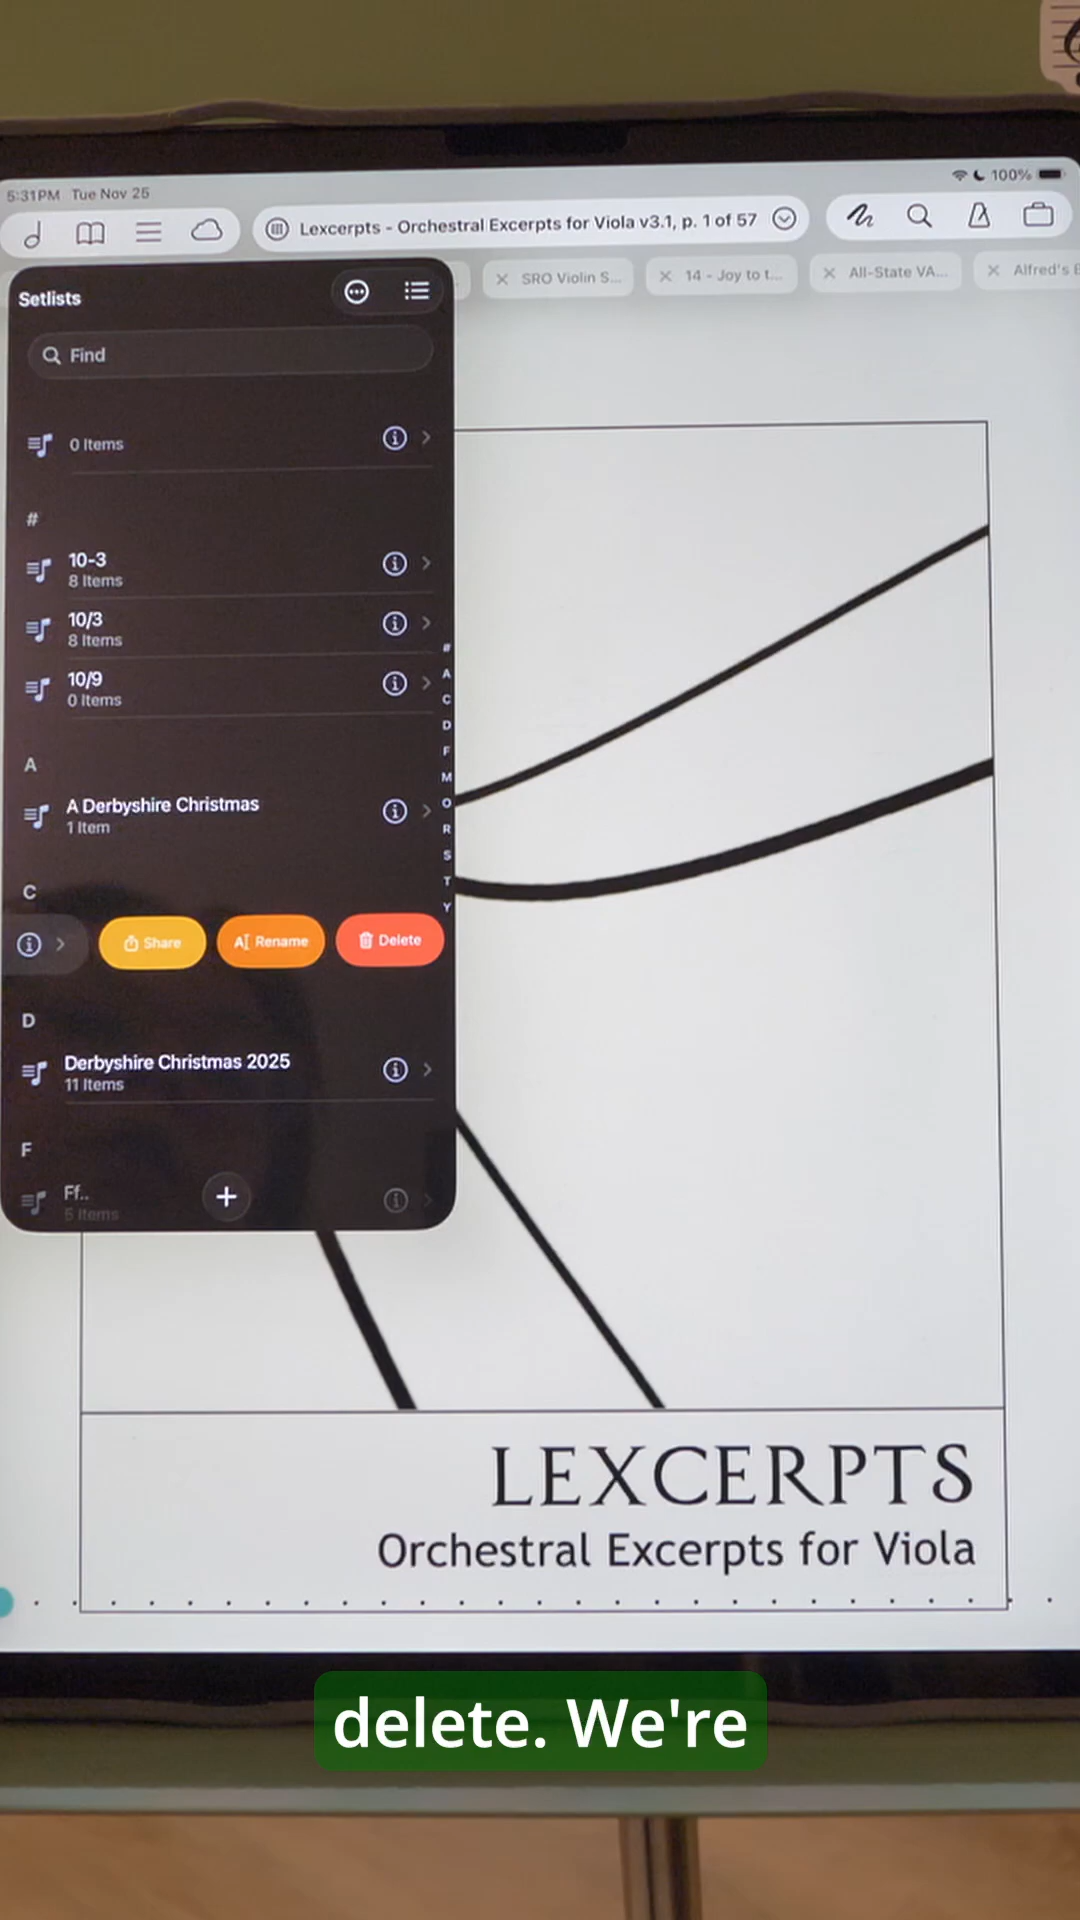 5:31PM Tue Nov 25
100%
Lexcerpts - Orchestral Excerpts for Viola v3.1, p. 1 of 57
SRO Violin S...
14 - Joy to t...
All-State VA...
Alfred's
Setlists
Find
0 Items
#
10-3
8 Items
10/3
8 Items
10/9
0 Items
A
A Derbyshire Christmas
1 Item
C
Share
Rename
Delete
D
Derbyshire Christmas 2025
11 Items
F
Ff..
5 Items
#
A
C
D
F
M
O
R
S
T
Y
LEXCERPTS
Orchestral Excerpts for Viola
delete. We're